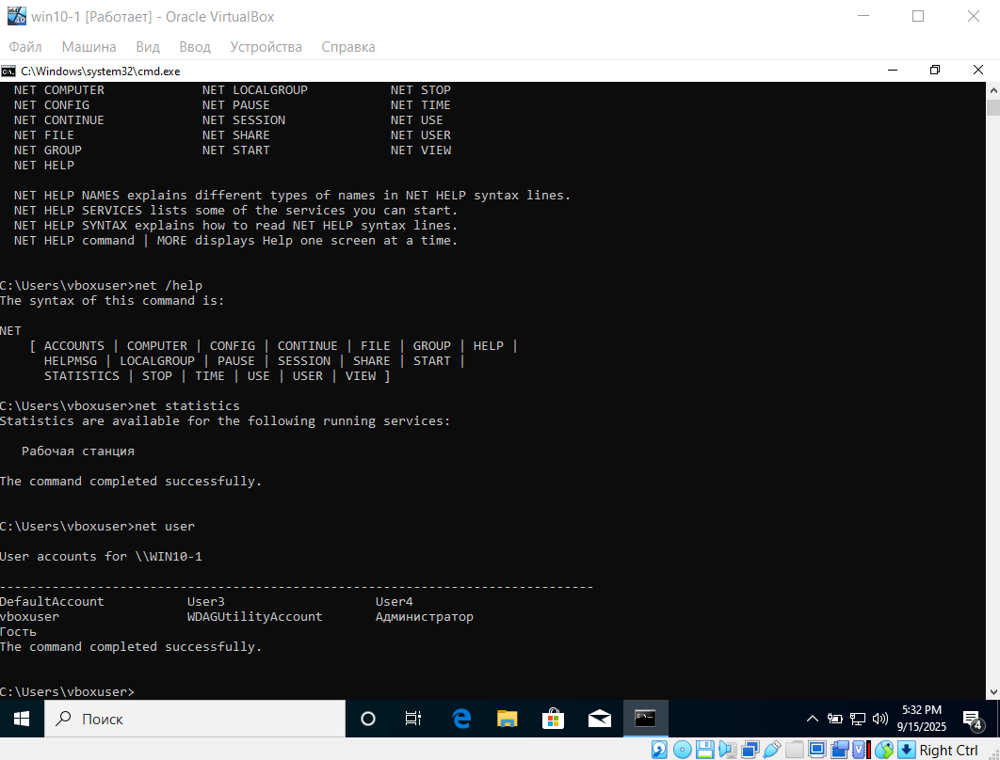 win10-1 [Работает] - Oracle VirtualBox
Файл Машина Вид Ввод Устройства Справка
C:\Windows\system32\cmd.exe
NET COMPUTER NET LOCALGROUP NET STOP
NET CONFIG NET PAUSE NET TIME
NET CONTINUE NET SESSION NET USE
NET FILE NET SHARE NET USER
NET GROUP NET START NET VIEW
NET HELP
NET HELP NAMES explains different types of names in NET HELP syntax lines.
NET HELP SERVICES lists some of the services you can start.
NET HELP SYNTAX explains how to read NET HELP syntax lines.
NET HELP command | MORE displays Help one screen at a time.
C:\Users\vboxuser>net /help
The syntax of this command is:
NET
[ ACCOUNTS | COMPUTER | CONFIG | CONTINUE | FILE | GROUP | HELP |
HELPMSG | LOCALGROUP | PAUSE | SESSION | SHARE | START |
STATISTICS | STOP | TIME | USE | USER | VIEW ]
C:\Users\vboxuser>net statistics
Statistics are available for the following running services:
Рабочая станция
The command completed successfully.
C:\Users\vboxuser>net user
User accounts for \\WIN10-1
-------------------------------------------------------------------------------
DefaultAccount User3 User4
vboxuser WDAGUtilityAccount Администратор
Гость
The command completed successfully.
C:\Users\vboxuser>
Поиск
5:32 PM
9/15/2025
4
Right Ctrl